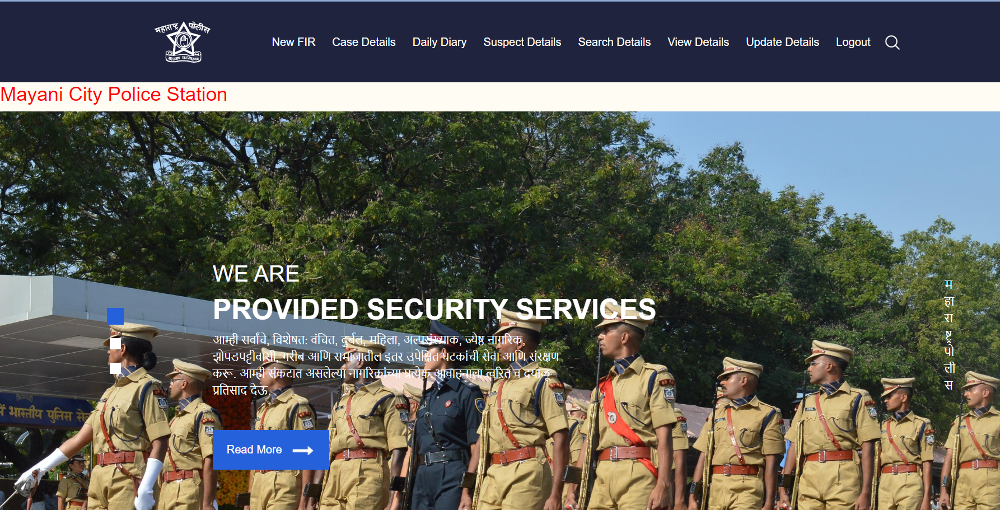 महाराष्ट्र पोलीस
New FIR Case Details Daily Diary Suspect Details Search Details View Details Update Details Logout
Mayani City Police Station
WE ARE
PROVIDED SECURITY SERVICES
आम्ही सर्वांचे, विशेषत: वंचित, दुर्बल, महिला, अल्पसंख्याक, ज्येष्ठ नागरिक,
झोपडपट्टीवासी, गरीब आणि समाजातील इतर उपेक्षित घटकांची सेवा आणि संरक्षण
करू. आम्ही संकटात असलेल्या नागरिकांच्या प्रत्येक आवाहनाला त्वरित व दयाळू
प्रतिसाद देऊ.
Read More
म
हा
रा
ष्ट्र
पो
ली
स
में भारतीय पुलिस सेवा